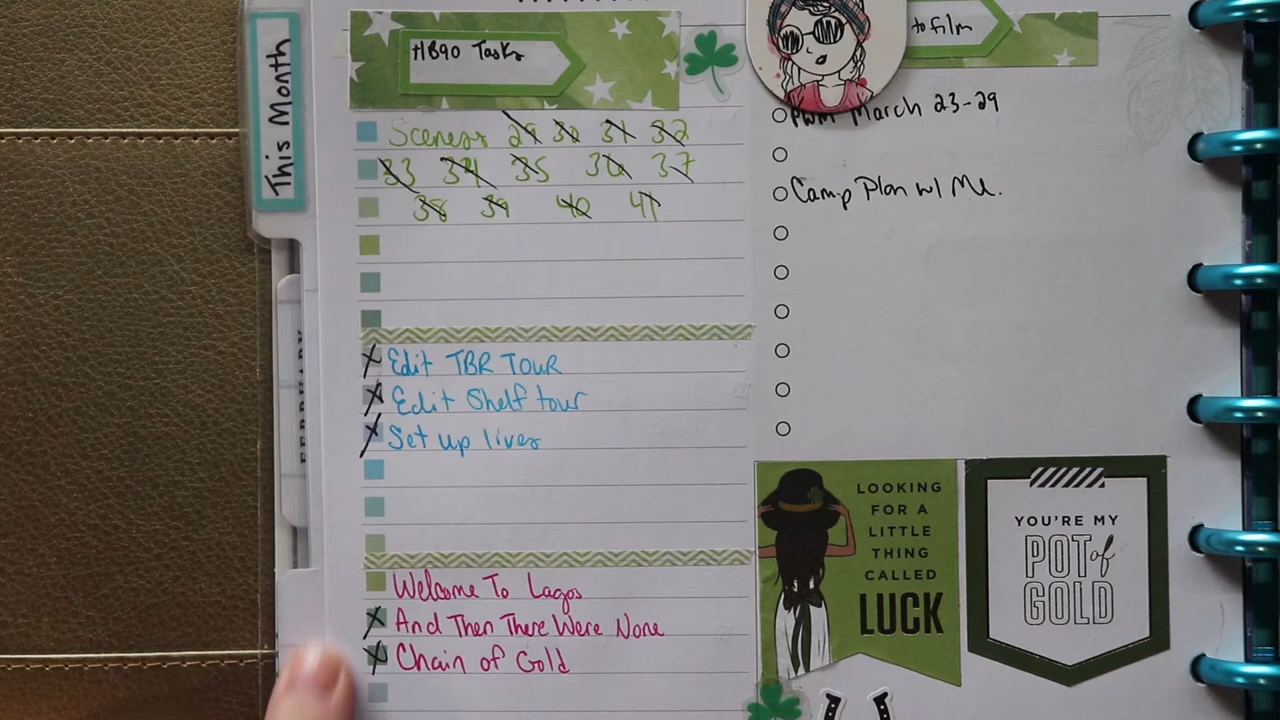 This Month
HB90 Tasks
Scenes 29 30 31 32
33 34 35 36 37
38 39 40 41
Edit TBR TOUR
Edit Shelf tour
Set up lives
Welcome To Lagos
And Then There Were None
Chain of Gold
to film
PWM March 23-29
Camp Plan w/ Me.
LOOKING
FOR A
LITTLE
THING
CALLED
LUCK
YOU'RE MY
POT of
GOLD